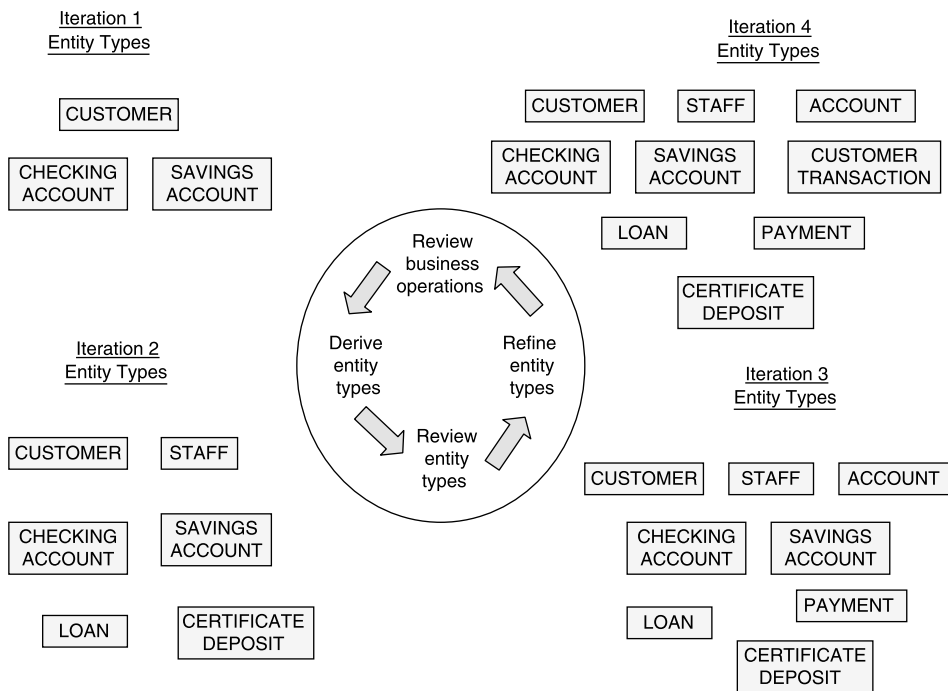 Iteration 1
Entity Types
CUSTOMER
CHECKING
ACCOUNT
SAVINGS
ACCOUNT
Iteration 4
Entity Types
CUSTOMER
STAFF
ACCOUNT
CHECKING
ACCOUNT
SAVINGS
ACCOUNT
CUSTOMER
TRANSACTION
LOAN
PAYMENT
CERTIFICATE
DEPOSIT
Review
business
operations
Derive
entity
types
Refine
entity
types
Review
entity
types
Iteration 2
Entity Types
CUSTOMER
STAFF
CHECKING
ACCOUNT
SAVINGS
ACCOUNT
LOAN
CERTIFICATE
DEPOSIT
Iteration 3
Entity Types
CUSTOMER
STAFF
ACCOUNT
CHECKING
ACCOUNT
SAVINGS
ACCOUNT
LOAN
PAYMENT
CERTIFICATE
DEPOSIT